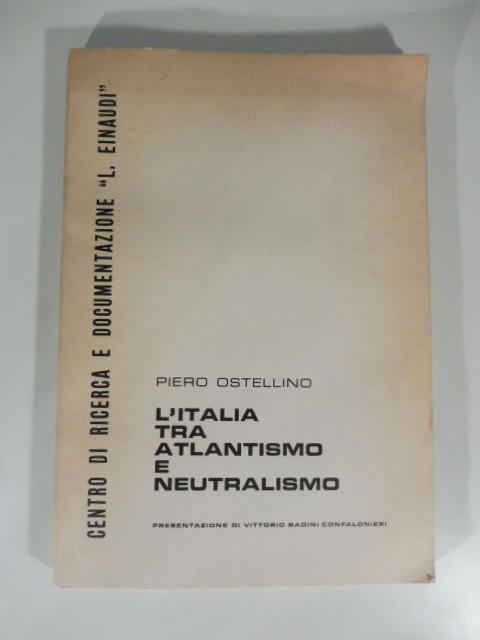 CENTRO DI RICERCA E DOCUMENTAZIONE "L. EINAUDI"
PIERO OSTELLINO
L'ITALIA
TRA
ATLANTISMO
E
NEUTRALISMO
PRESENTAZIONE DI VITTORIO BADINI CONFALONIERI